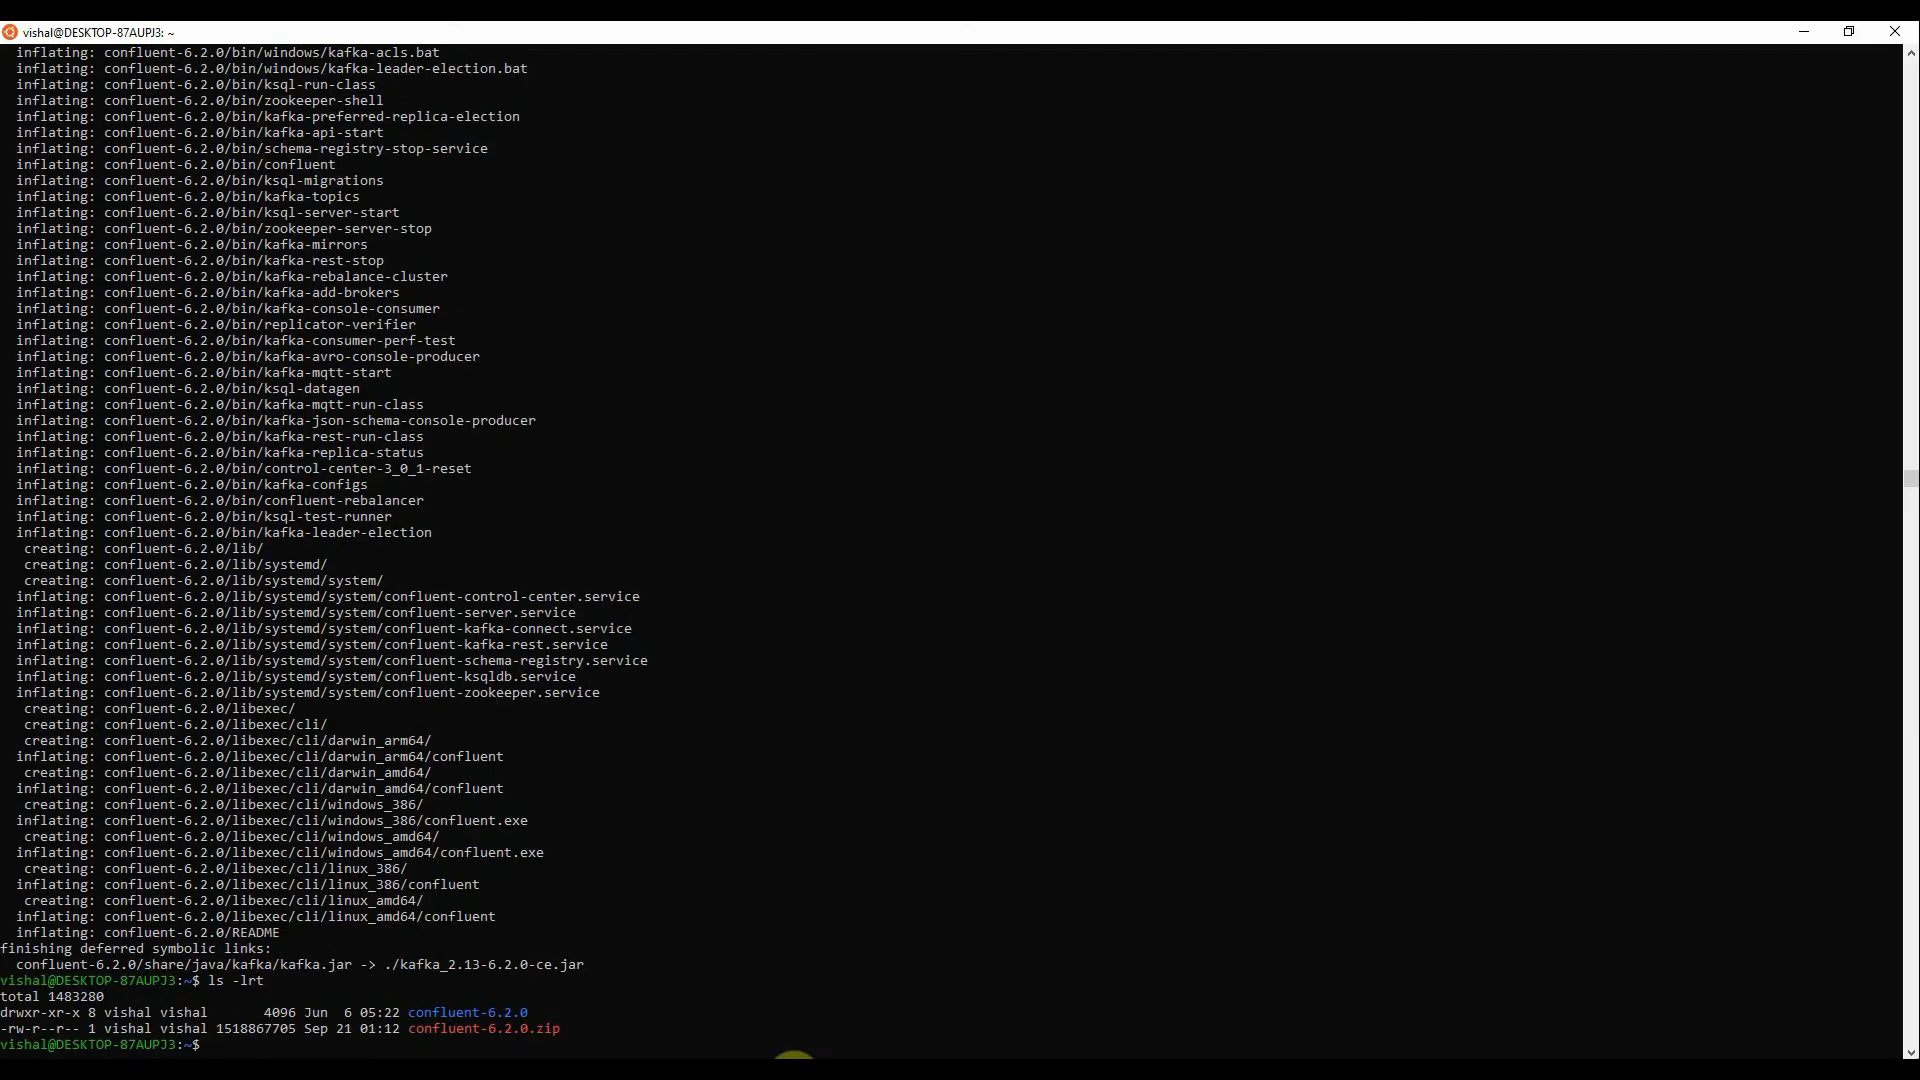 vishal@DESKTOP-87AUPJ3: ~
inflating: confluent-6.2.0/bin/windows/kafka-acls.bat
inflating: confluent-6.2.0/bin/windows/kafka-leader-election.bat
inflating: confluent-6.2.0/bin/ksql-run-class
inflating: confluent-6.2.0/bin/zookeeper-shell
inflating: confluent-6.2.0/bin/kafka-preferred-replica-election
inflating: confluent-6.2.0/bin/kafka-api-start
inflating: confluent-6.2.0/bin/schema-registry-stop-service
inflating: confluent-6.2.0/bin/confluent
inflating: confluent-6.2.0/bin/ksql-migrations
inflating: confluent-6.2.0/bin/kafka-topics
inflating: confluent-6.2.0/bin/ksql-server-start
inflating: confluent-6.2.0/bin/zookeeper-server-stop
inflating: confluent-6.2.0/bin/kafka-mirrors
inflating: confluent-6.2.0/bin/kafka-rest-stop
inflating: confluent-6.2.0/bin/kafka-rebalance-cluster
inflating: confluent-6.2.0/bin/kafka-add-brokers
inflating: confluent-6.2.0/bin/kafka-console-consumer
inflating: confluent-6.2.0/bin/replicator-verifier
inflating: confluent-6.2.0/bin/kafka-consumer-perf-test
inflating: confluent-6.2.0/bin/kafka-avro-console-producer
inflating: confluent-6.2.0/bin/kafka-mqtt-start
inflating: confluent-6.2.0/bin/ksql-datagen
inflating: confluent-6.2.0/bin/kafka-mqtt-run-class
inflating: confluent-6.2.0/bin/kafka-json-schema-console-producer
inflating: confluent-6.2.0/bin/kafka-rest-run-class
inflating: confluent-6.2.0/bin/kafka-replica-status
inflating: confluent-6.2.0/bin/control-center-3_0_1-reset
inflating: confluent-6.2.0/bin/kafka-configs
inflating: confluent-6.2.0/bin/confluent-rebalancer
inflating: confluent-6.2.0/bin/ksql-test-runner
inflating: confluent-6.2.0/bin/kafka-leader-election
creating: confluent-6.2.0/lib/
creating: confluent-6.2.0/lib/systemd/
creating: confluent-6.2.0/lib/systemd/system/
inflating: confluent-6.2.0/lib/systemd/system/confluent-control-center.service
inflating: confluent-6.2.0/lib/systemd/system/confluent-server.service
inflating: confluent-6.2.0/lib/systemd/system/confluent-kafka-connect.service
inflating: confluent-6.2.0/lib/systemd/system/confluent-kafka-rest.service
inflating: confluent-6.2.0/lib/systemd/system/confluent-schema-registry.service
inflating: confluent-6.2.0/lib/systemd/system/confluent-ksqldb.service
inflating: confluent-6.2.0/lib/systemd/system/confluent-zookeeper.service
creating: confluent-6.2.0/libexec/
creating: confluent-6.2.0/libexec/cli/
creating: confluent-6.2.0/libexec/cli/darwin_arm64/
inflating: confluent-6.2.0/libexec/cli/darwin_arm64/confluent
creating: confluent-6.2.0/libexec/cli/darwin_amd64/
inflating: confluent-6.2.0/libexec/cli/darwin_amd64/confluent
creating: confluent-6.2.0/libexec/cli/windows_386/
inflating: confluent-6.2.0/libexec/cli/windows_386/confluent.exe
creating: confluent-6.2.0/libexec/cli/windows_amd64/
inflating: confluent-6.2.0/libexec/cli/windows_amd64/confluent.exe
creating: confluent-6.2.0/libexec/cli/linux_386/
inflating: confluent-6.2.0/libexec/cli/linux_386/confluent
creating: confluent-6.2.0/libexec/cli/linux_amd64/
inflating: confluent-6.2.0/libexec/cli/linux_amd64/confluent
inflating: confluent-6.2.0/README
finishing deferred symbolic links:
confluent-6.2.0/share/java/kafka/kafka.jar -> ./kafka_2.13-6.2.0-ce.jar
vishal@DESKTOP-87AUPJ3:~$ ls -lrt
total 1483280
drwxr-xr-x 8 vishal vishal       4096 Jun  6 05:22 confluent-6.2.0
-rw-r--r-- 1 vishal vishal 1518867705 Sep 21 01:12 confluent-6.2.0.zip
vishal@DESKTOP-87AUPJ3:~$